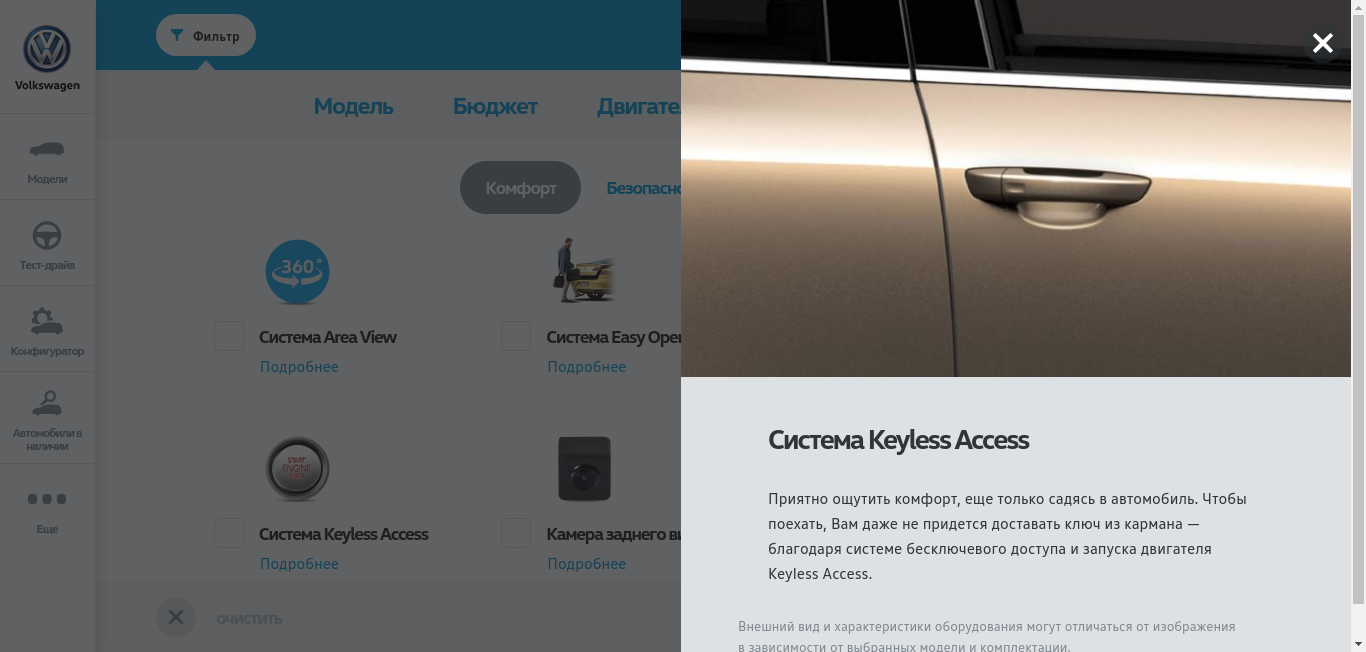 Фильтр
Volkswagen
Модель Бюджет Двигател
Модели
Комфорт Безопасно
Тест-драйв
360°
Система Area View Система Easy Oper
Подробнее Подробнее
Конфигуратор
Автомобили в
наличии
START
ENGINE
STOP
Система Keyless Access Камера заднего ви
Подробнее Подробнее
Еще
ОЧИСТИТЬ
Система Keyless Access
Приятно ощутить комфорт, еще только садясь в автомобиль. Чтобы
поехать, Вам даже не придется доставать ключ из кармана —
благодаря системе бесключевого доступа и запуска двигателя
Keyless Access.
Внешний вид и характеристики оборудования могут отличаться от изображения
в зависимости от выбранных модели и комплектации.